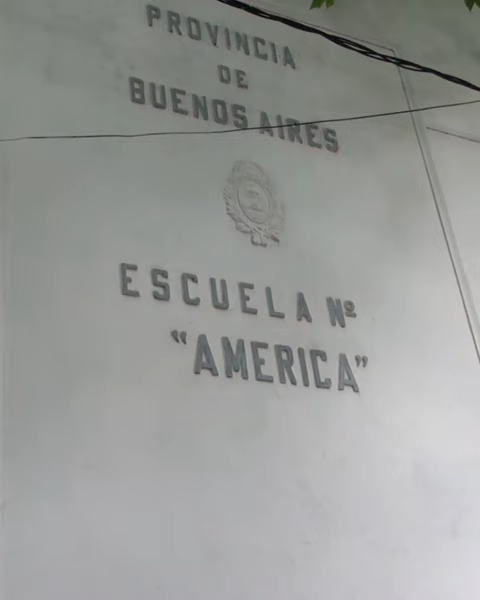 PROVINCIA
DE
BUENOS AIRES
ESCUELA Nº
"AMERICA"